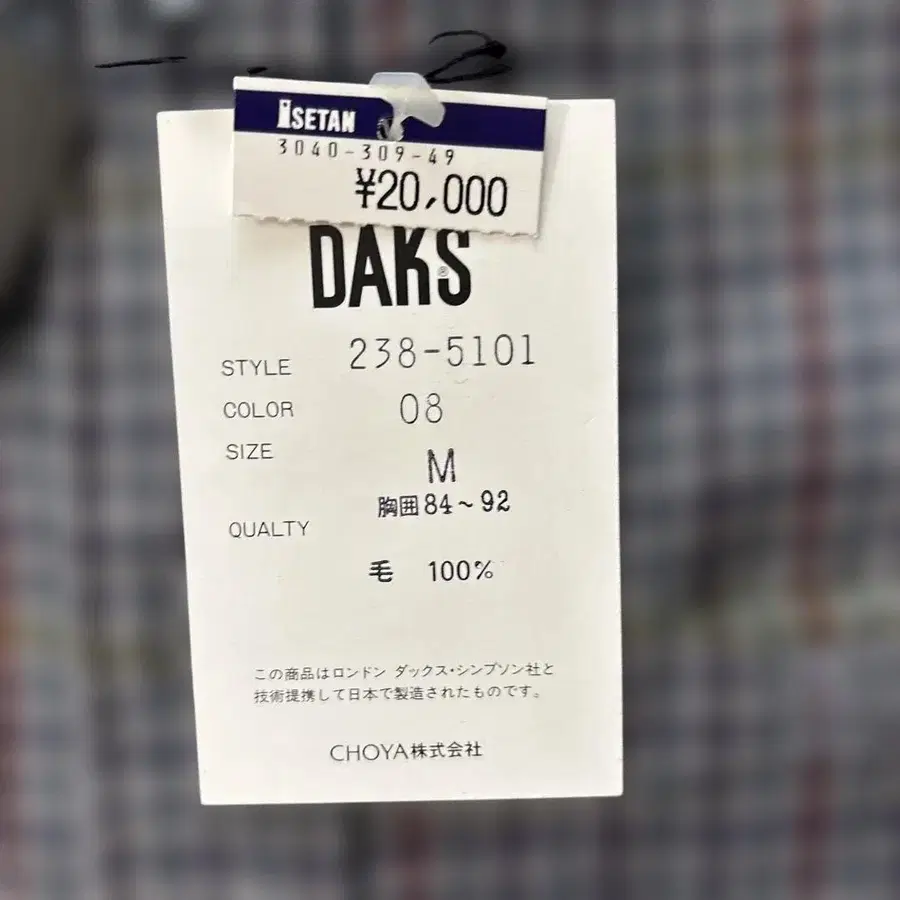 ISETAN
3040-309-49
¥20,000
DAKS®
STYLE 238-5101
COLOR 08
SIZE M
胸囲84~92
QUALTY
毛 100%
この商品はロンドン ダックス・シンプソン社と
技術提携して日本で製造されたものです。
CHOYA株式会社